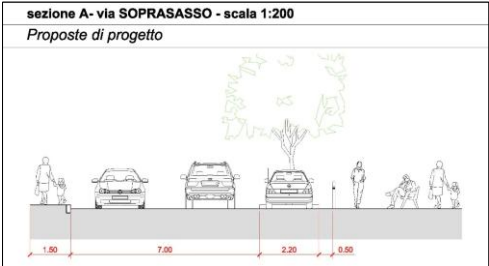 sezione A- via SOPRASASSO - scala 1:200
Proposte di progetto
1.50 7.00 2.20 0.50